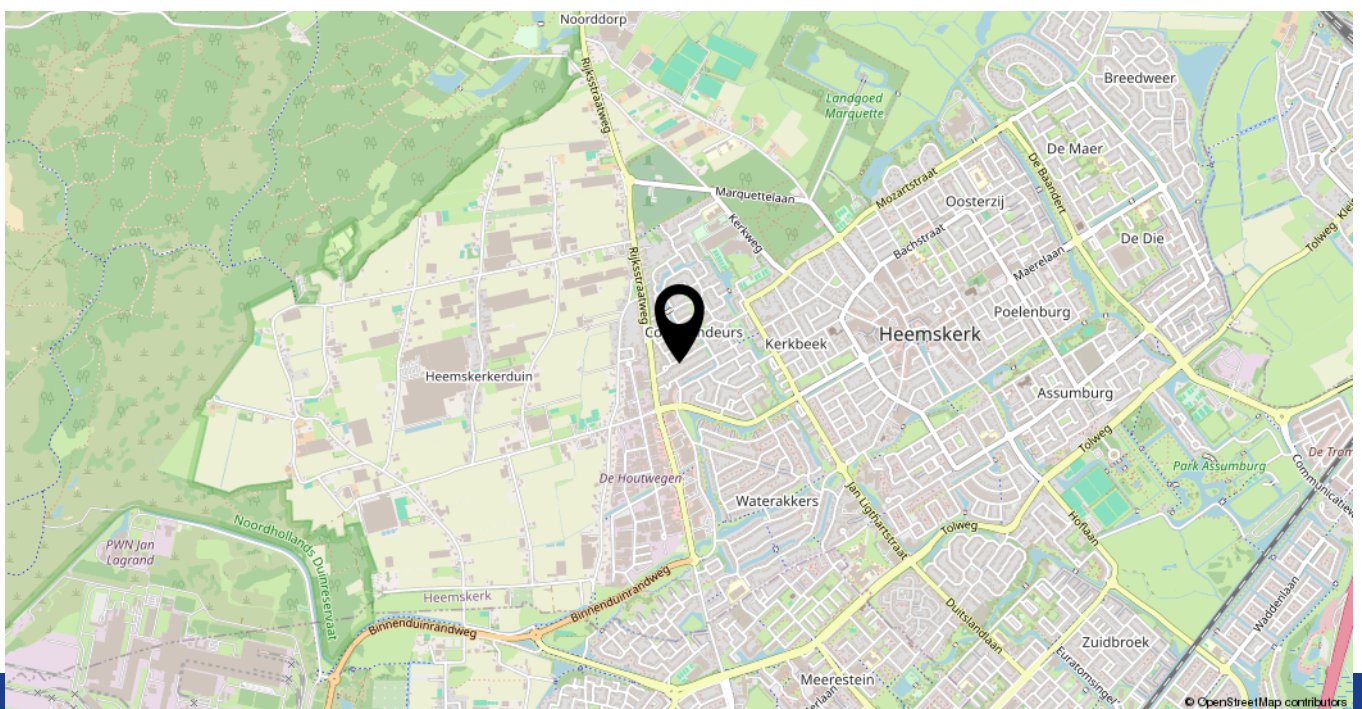 Noorddorp
Rijksstraatweg
Breedweer
Landgoed
Marquette
De Maer
De Baandert
Mozartstraat
Marquettelaan
Oosterzij
Kerkweg
Bachstraat
De Die
Maerelaan
Rijksstraatweg
Poelenburg
Heemskerk
Kerkbeek
Heemskerkerduin
Assumburg
Tolweg
De Houtwegen
Park Assumburg
Waterakkers
Jan Ligthartstraat
Tolweg
Hoflaan
Noordhollands Duinreservaat
PWN Jan
Lagrand
Heemskerk
Binnenduinrandweg
Binnenduinrandweg
Duitslandlaan
Waddenlaan
Zuidbroek
Meerestein
© OpenStreetMap contributors